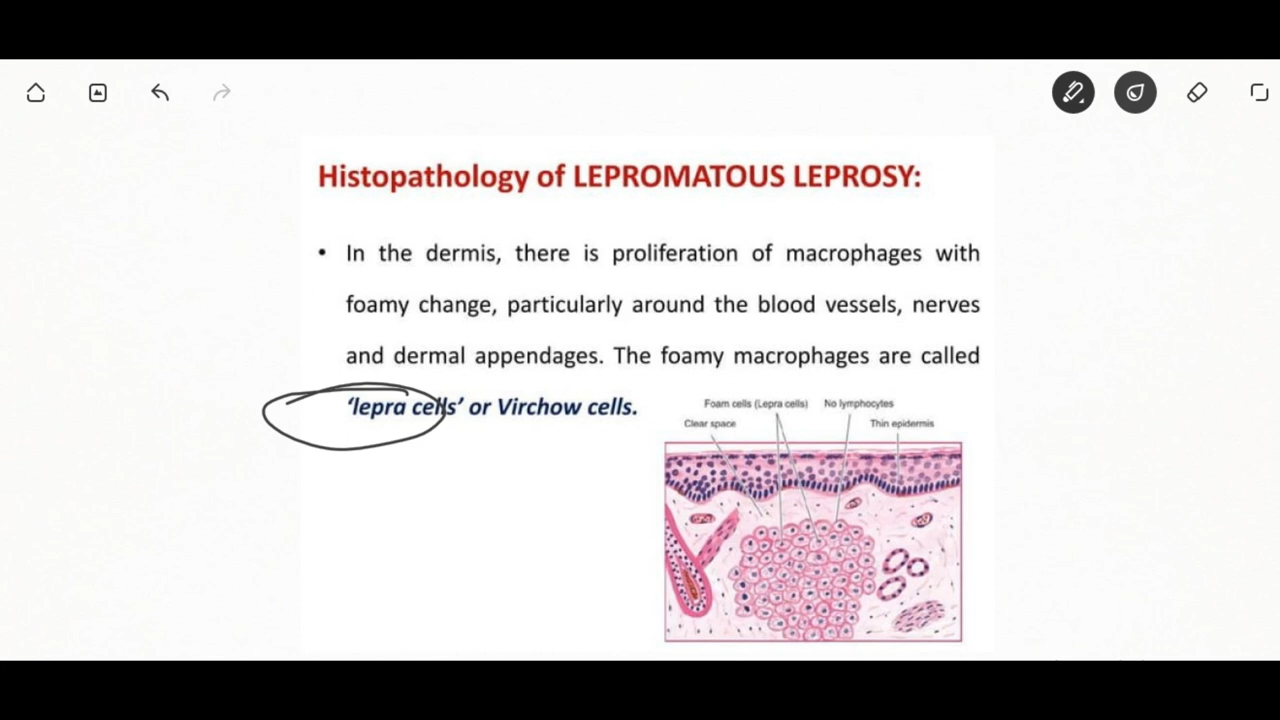 Histopathology of LEPROMATOUS LEPROSY:
• In the dermis, there is proliferation of macrophages with
foamy change, particularly around the blood vessels, nerves
and dermal appendages. The foamy macrophages are called
‘lepra cells’ or Virchow cells.
Foam cells (Lepra cells) No lymphocytes
Clear space Thin epidermis